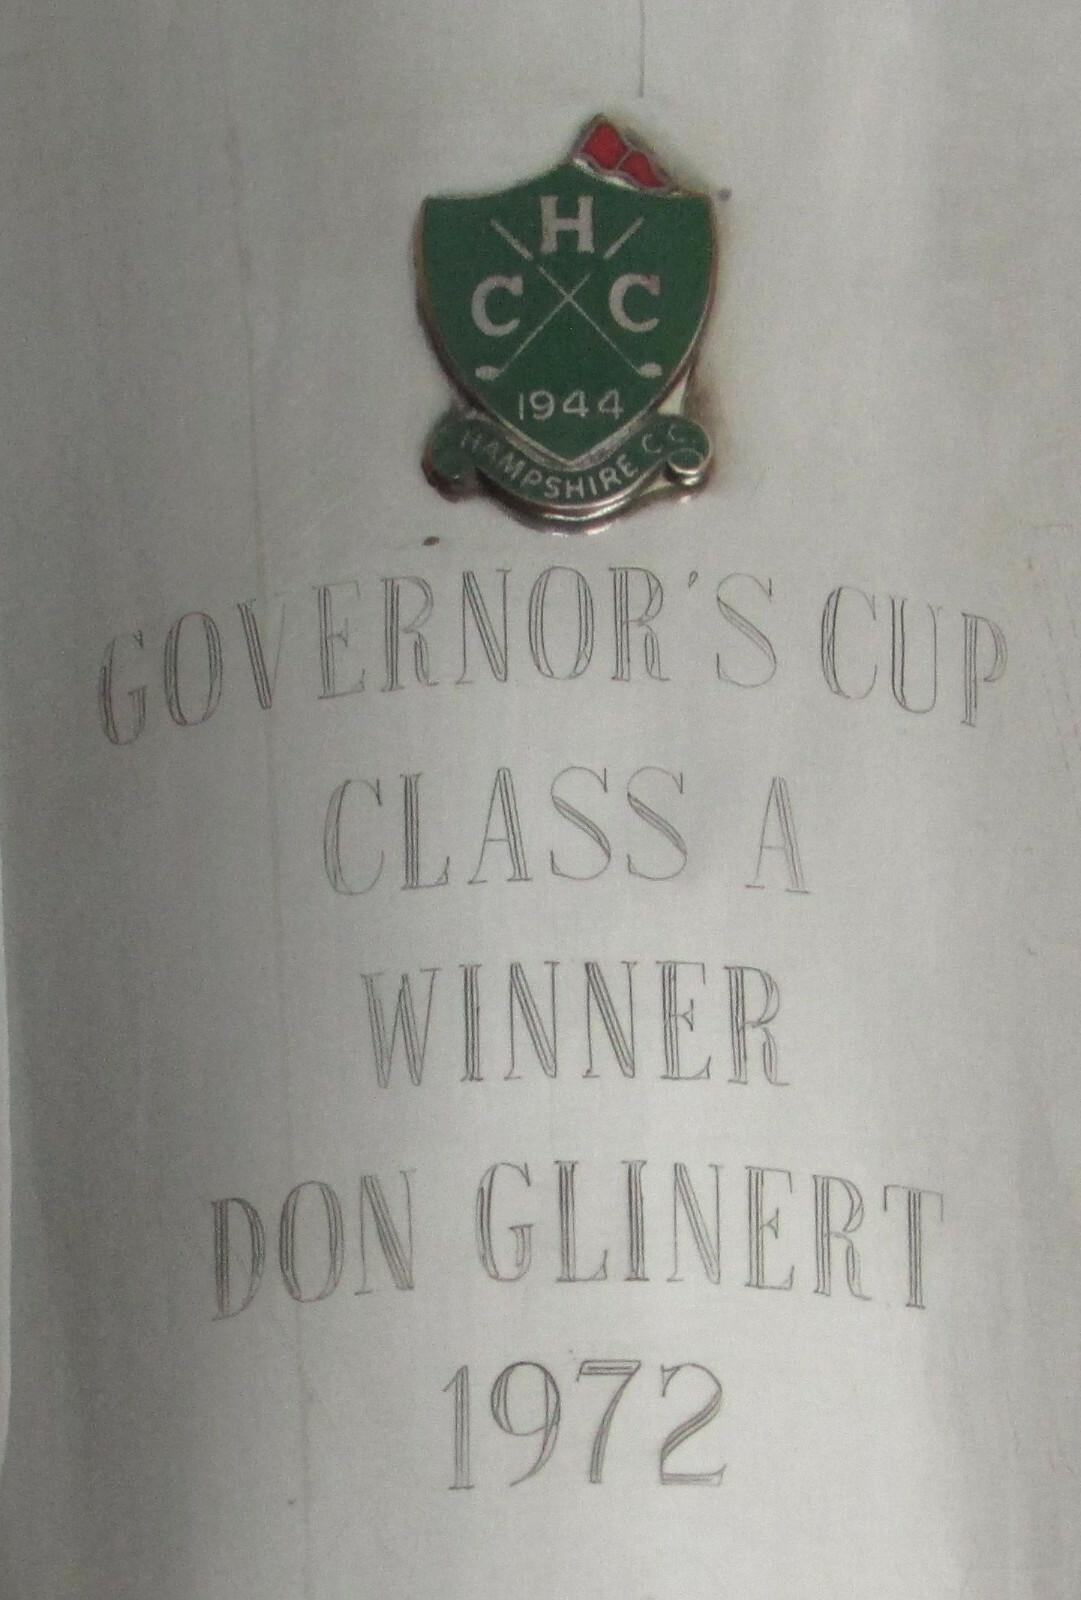 H
C C
1944
HAMPSHIRE C.C.
GOVERNOR'S CUP
CLASS A
WINNER
DON GLINERT
1972